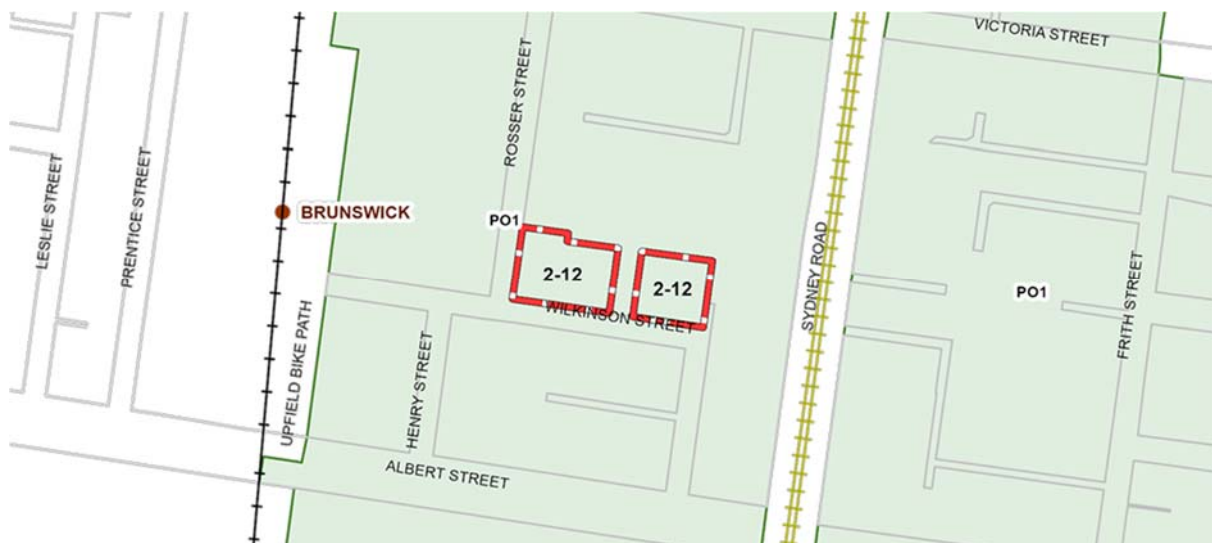 VICTORIA STREET
ROSSER STREET
LESLIE STREET
PRENTICE STREET
BRUNSWICK
PO1
SYDNEY ROAD
2-12
2-12
PO1
WILKINSON STREET
FRITH STREET
UPFIELD BIKE PATH
HENRY STREET
ALBERT STREET